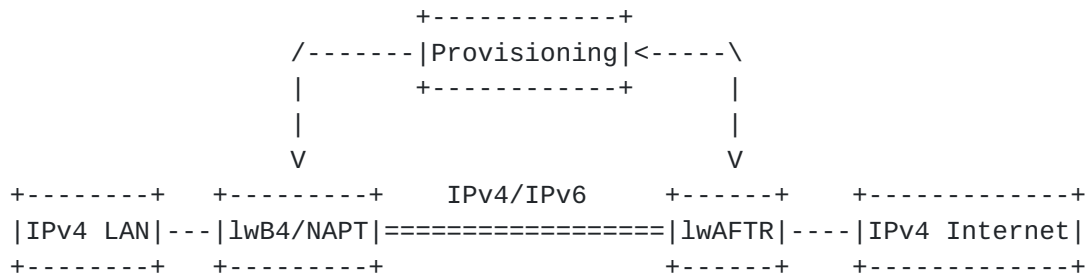 +------------+
/-------|Provisioning|<-----\
|       +------------+      |
|                           |
V                           V
+--------+   +---------+    IPv4/IPv6     +------+    +-------------+
|IPv4 LAN|---|lwB4/NAPT|==================|lwAFTR|----|IPv4 Internet|
+--------+   +---------+                  +------+    +-------------+